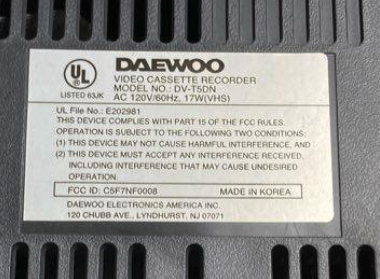 DAEWOO
UL
LISTED 63JK
VIDEO CASSETTE RECORDER
MODEL NO.: DV-T5DN
AC 120V/60Hz, 17W(VHS)
UL File No.: E202981
THIS DEVICE COMPLIES WITH PART 15 OF THE FCC RULES.
OPERATION IS SUBJECT TO THE FOLLOWING TWO CONDITIONS:
(1) THIS DEVICE MAY NOT CAUSE HARMFUL INTERFERENCE, AND
(2) THIS DEVICE MUST ACCEPT ANY INTERFERENCE RECEIVED,
INCLUDING INTERFERENCE THAT MAY CAUSE UNDESIRED
OPERATION.
FCC ID: C5F7NF0008 MADE IN KOREA
DAEWOO ELECTRONICS AMERICA INC.
120 CHUBB AVE., LYNDHURST, NJ 07071